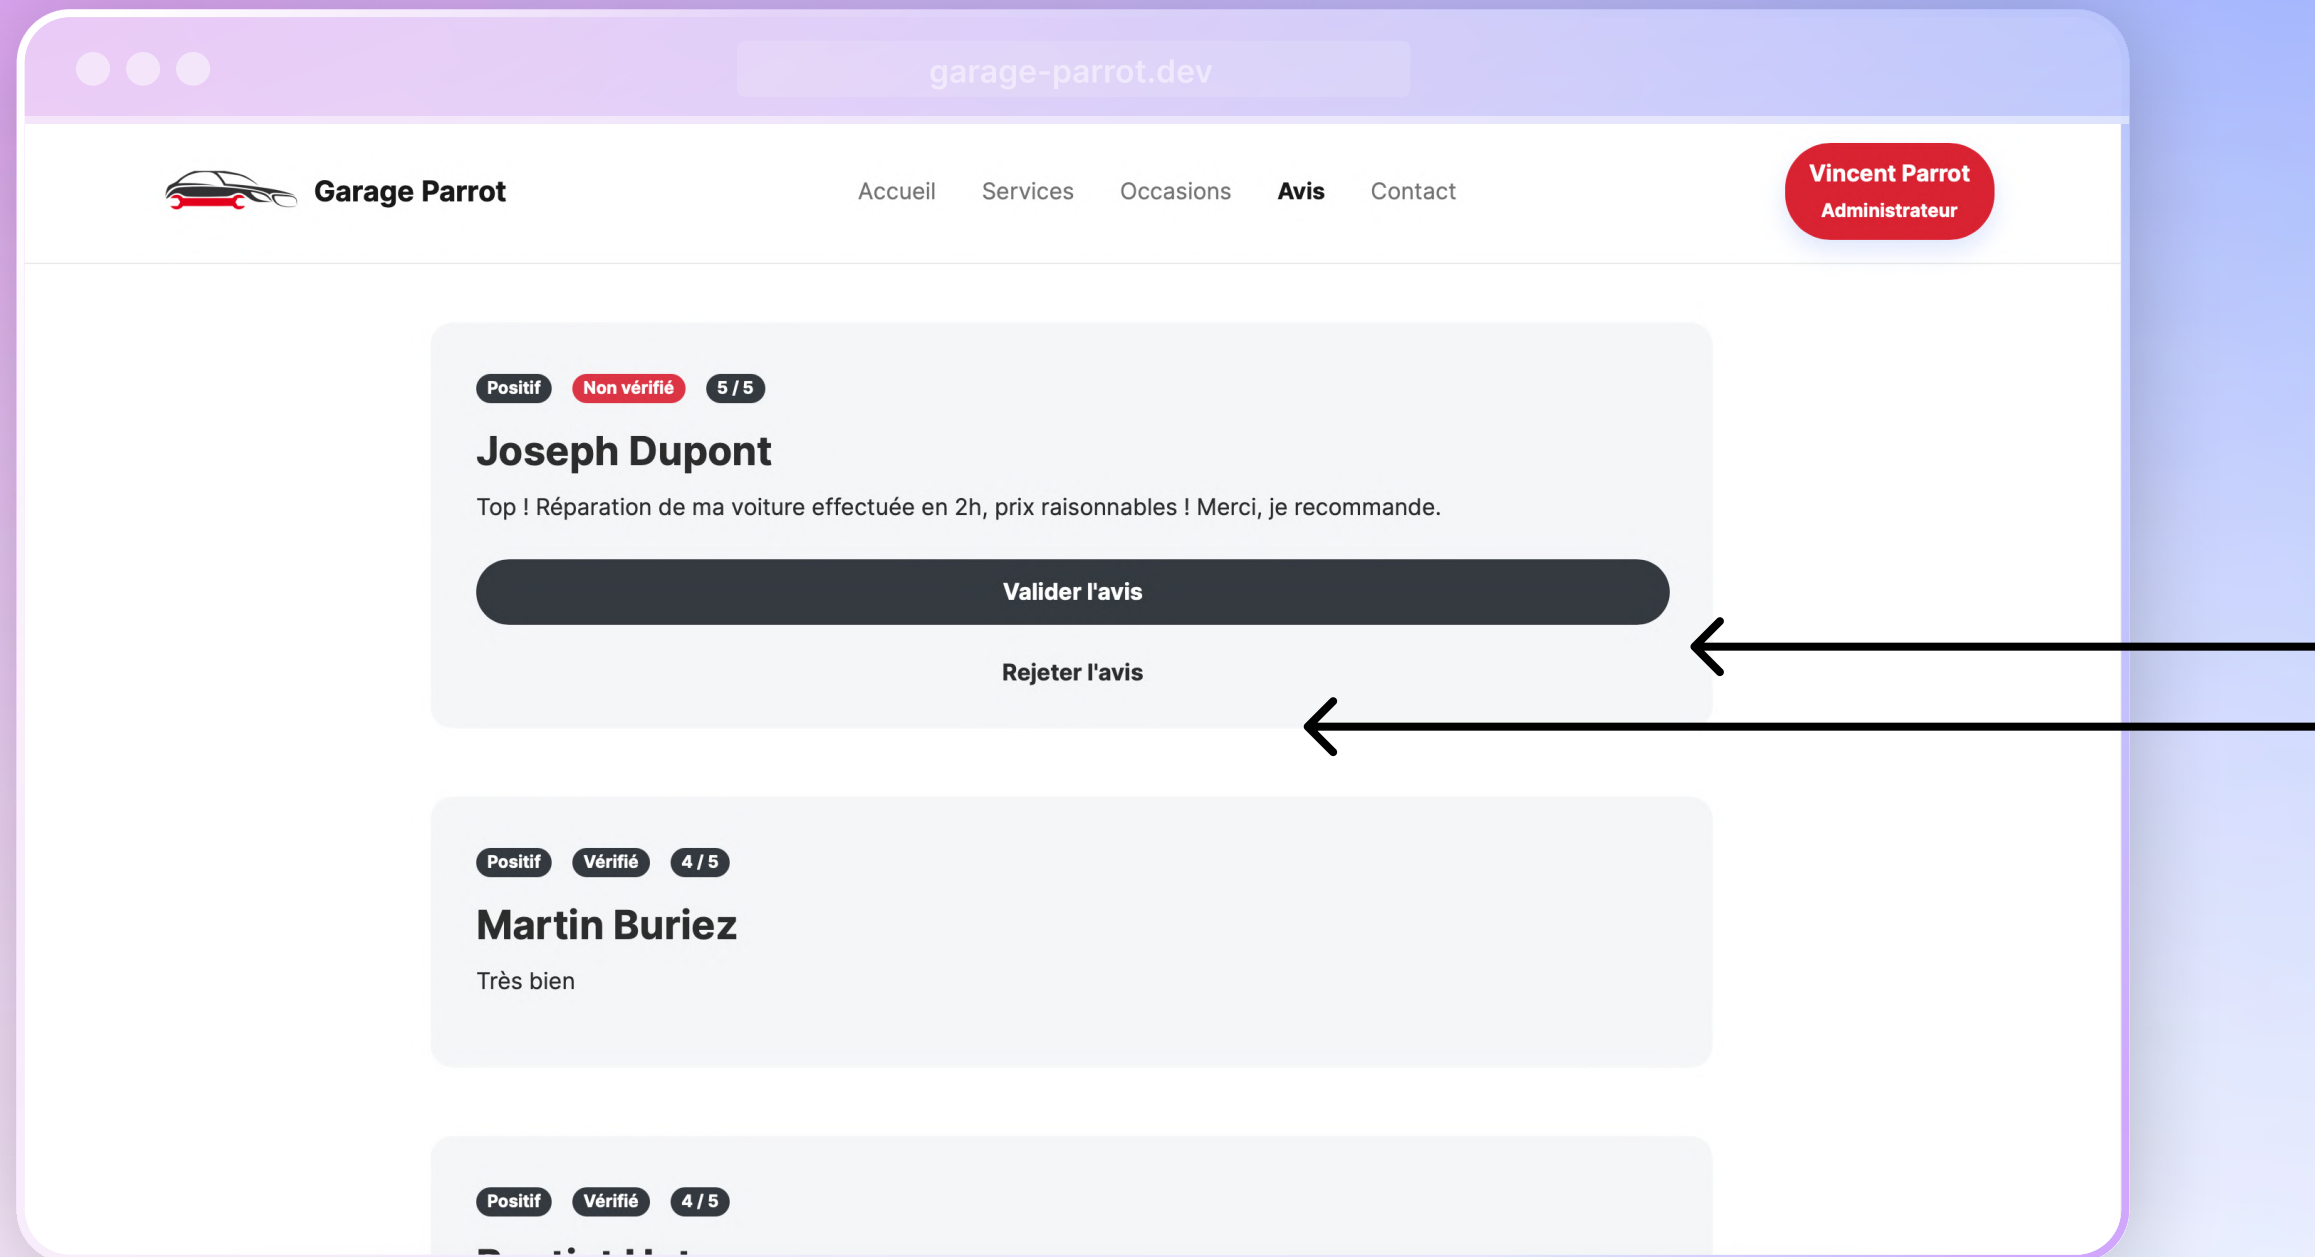 garage-parrot.dev
Garage Parrot
Accueil Services Occasions Avis Contact
Vincent Parrot
Administrateur
Positif Non vérifié 5 / 5
Joseph Dupont
Top ! Réparation de ma voiture effectuée en 2h, prix raisonnables ! Merci, je recommande.
Valider l'avis
Rejeter l'avis
Positif Vérifié 4 / 5
Martin Buriez
Très bien
Positif Vérifié 4 / 5